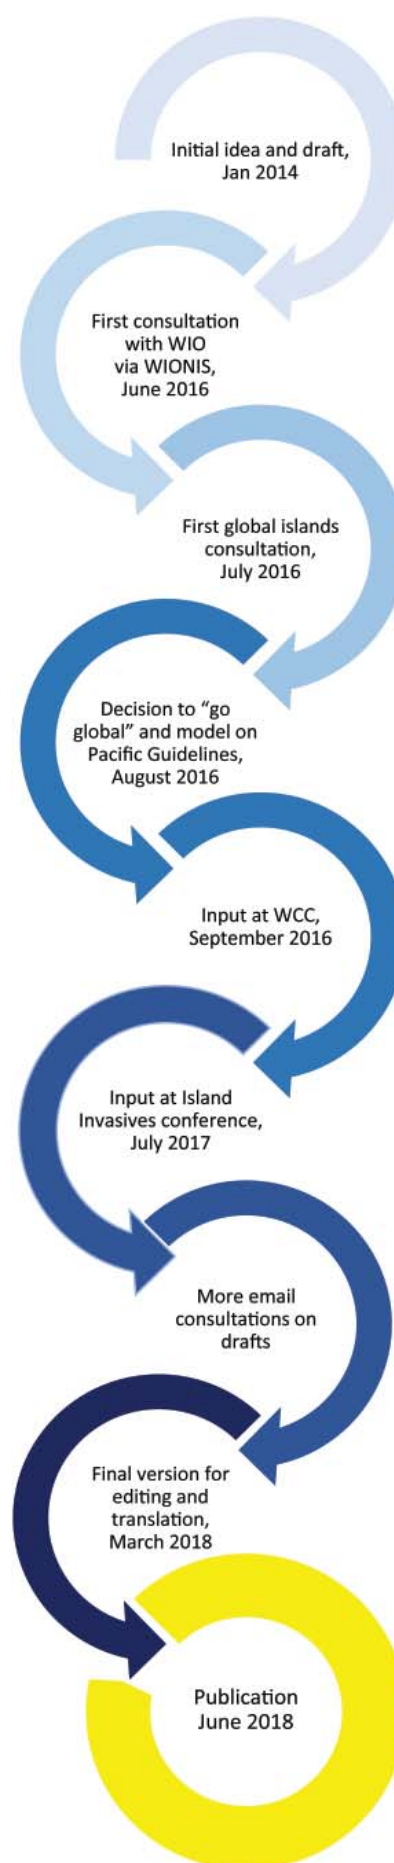 Initial idea and draft,
Jan 2014
First consultation
with WIO
via WIONIS,
June 2016
First global islands
consultation,
July 2016
Decision to “go
global” and model on
Pacific Guidelines,
August 2016
Input at WCC,
September 2016
Input at Island
Invasives conference,
July 2017
More email
consultations on
drafts
Final version for
editing and
translation,
March 2018
Publication
June 2018